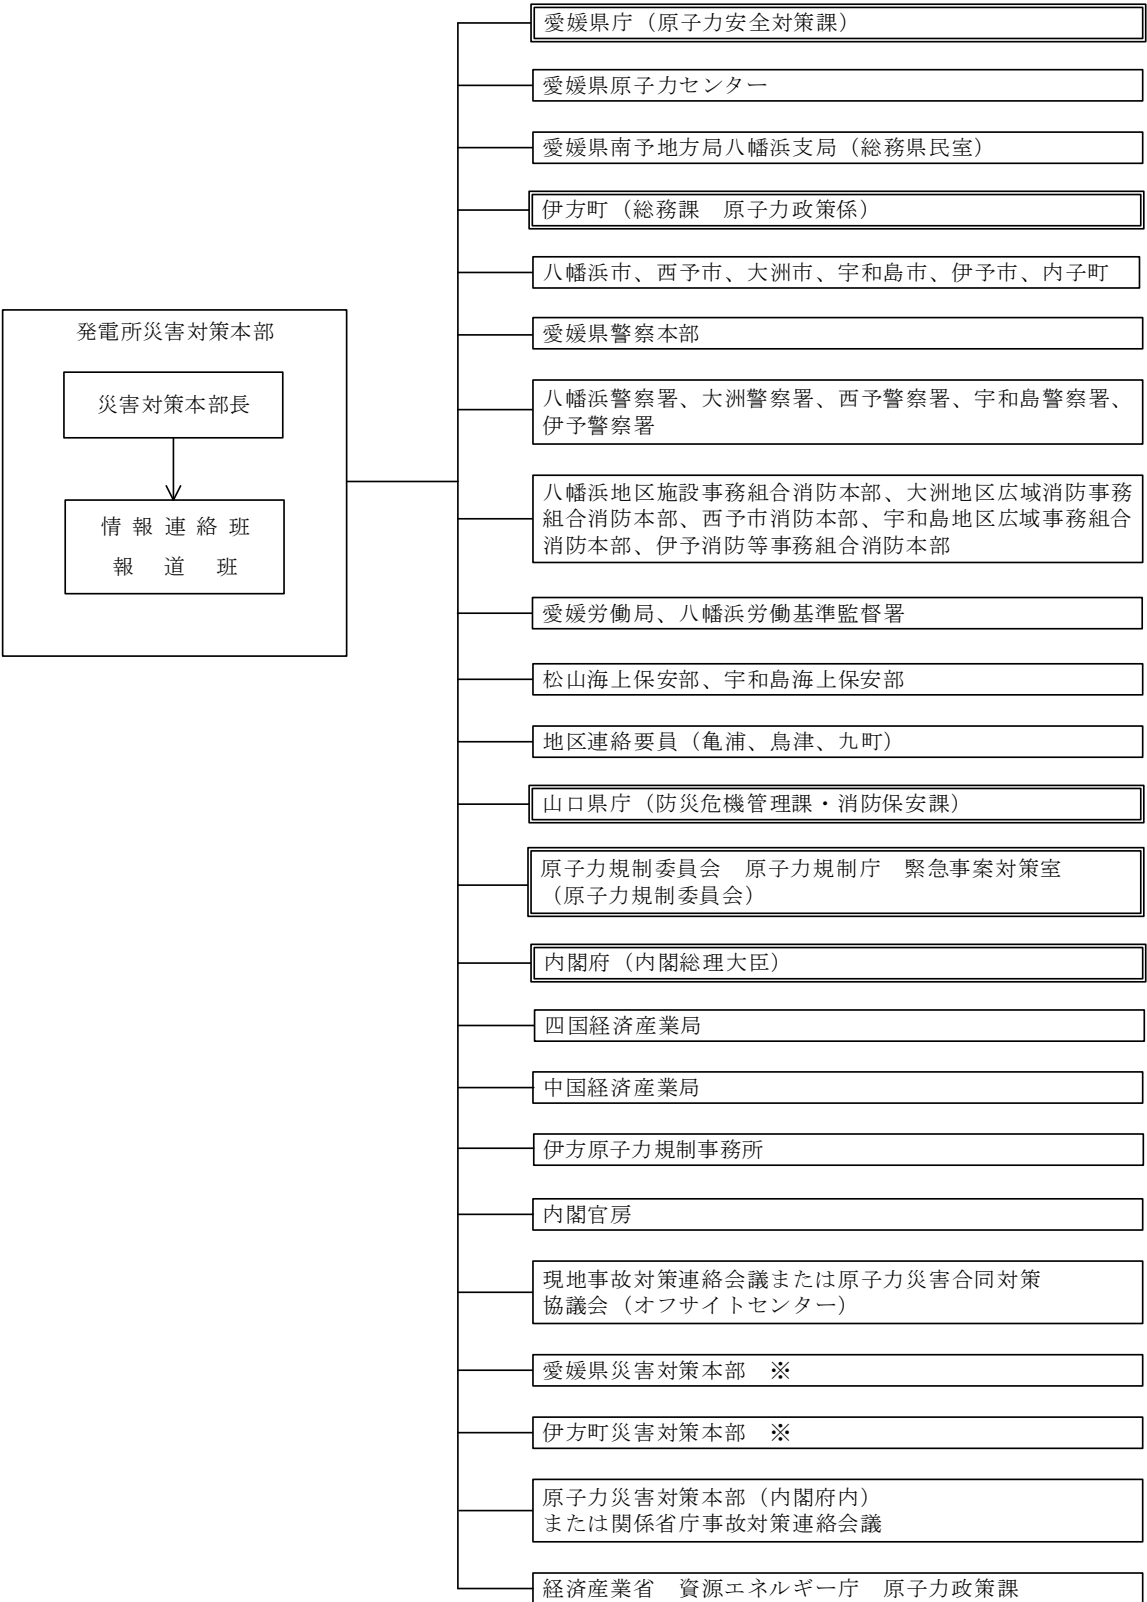 愛媛県庁（原子力安全対策課）
愛媛県原子力センター
愛媛県南予地方局八幡浜支局（総務県民室）
伊方町（総務課　原子力政策係）
八幡浜市、西予市、大洲市、宇和島市、伊予市、内子町
愛媛県警察本部
八幡浜警察署、大洲警察署、西予警察署、宇和島警察署、
伊予警察署
八幡浜地区施設事務組合消防本部、大洲地区広域消防事務
組合消防本部、西予市消防本部、宇和島地区広域事務組合
消防本部、伊予消防等事務組合消防本部
愛媛労働局、八幡浜労働基準監督署
松山海上保安部、宇和島海上保安部
地区連絡要員（亀浦、鳥津、九町）
山口県庁（防災危機管理課・消防保安課）
原子力規制委員会　原子力規制庁　緊急事案対策室
（原子力規制委員会）
内閣府（内閣総理大臣）
四国経済産業局
中国経済産業局
伊方原子力規制事務所
内閣官房
現地事故対策連絡会議または原子力災害合同対策
協議会（オフサイトセンター）
愛媛県災害対策本部　※
伊方町災害対策本部　※
原子力災害対策本部（内閣府内）
または関係省庁事故対策連絡会議
経済産業省　資源エネルギー庁　原子力政策課
発電所災害対策本部
災害対策本部長
情報連絡班
報道班